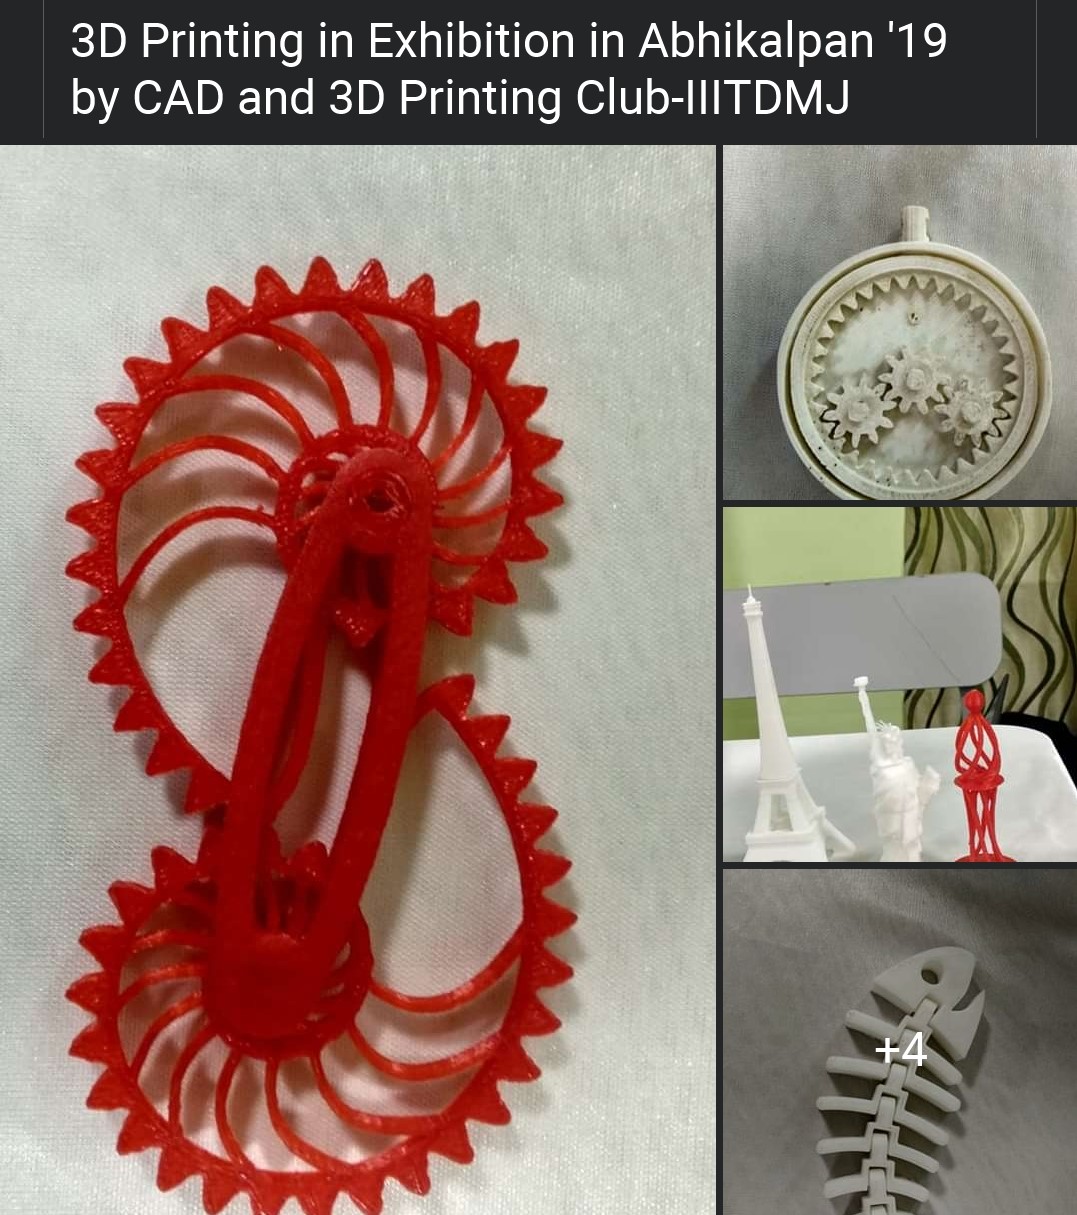 3D Printing in Exhibition in Abhikalpan '19
by CAD and 3D Printing Club-IIITDMJ
+4